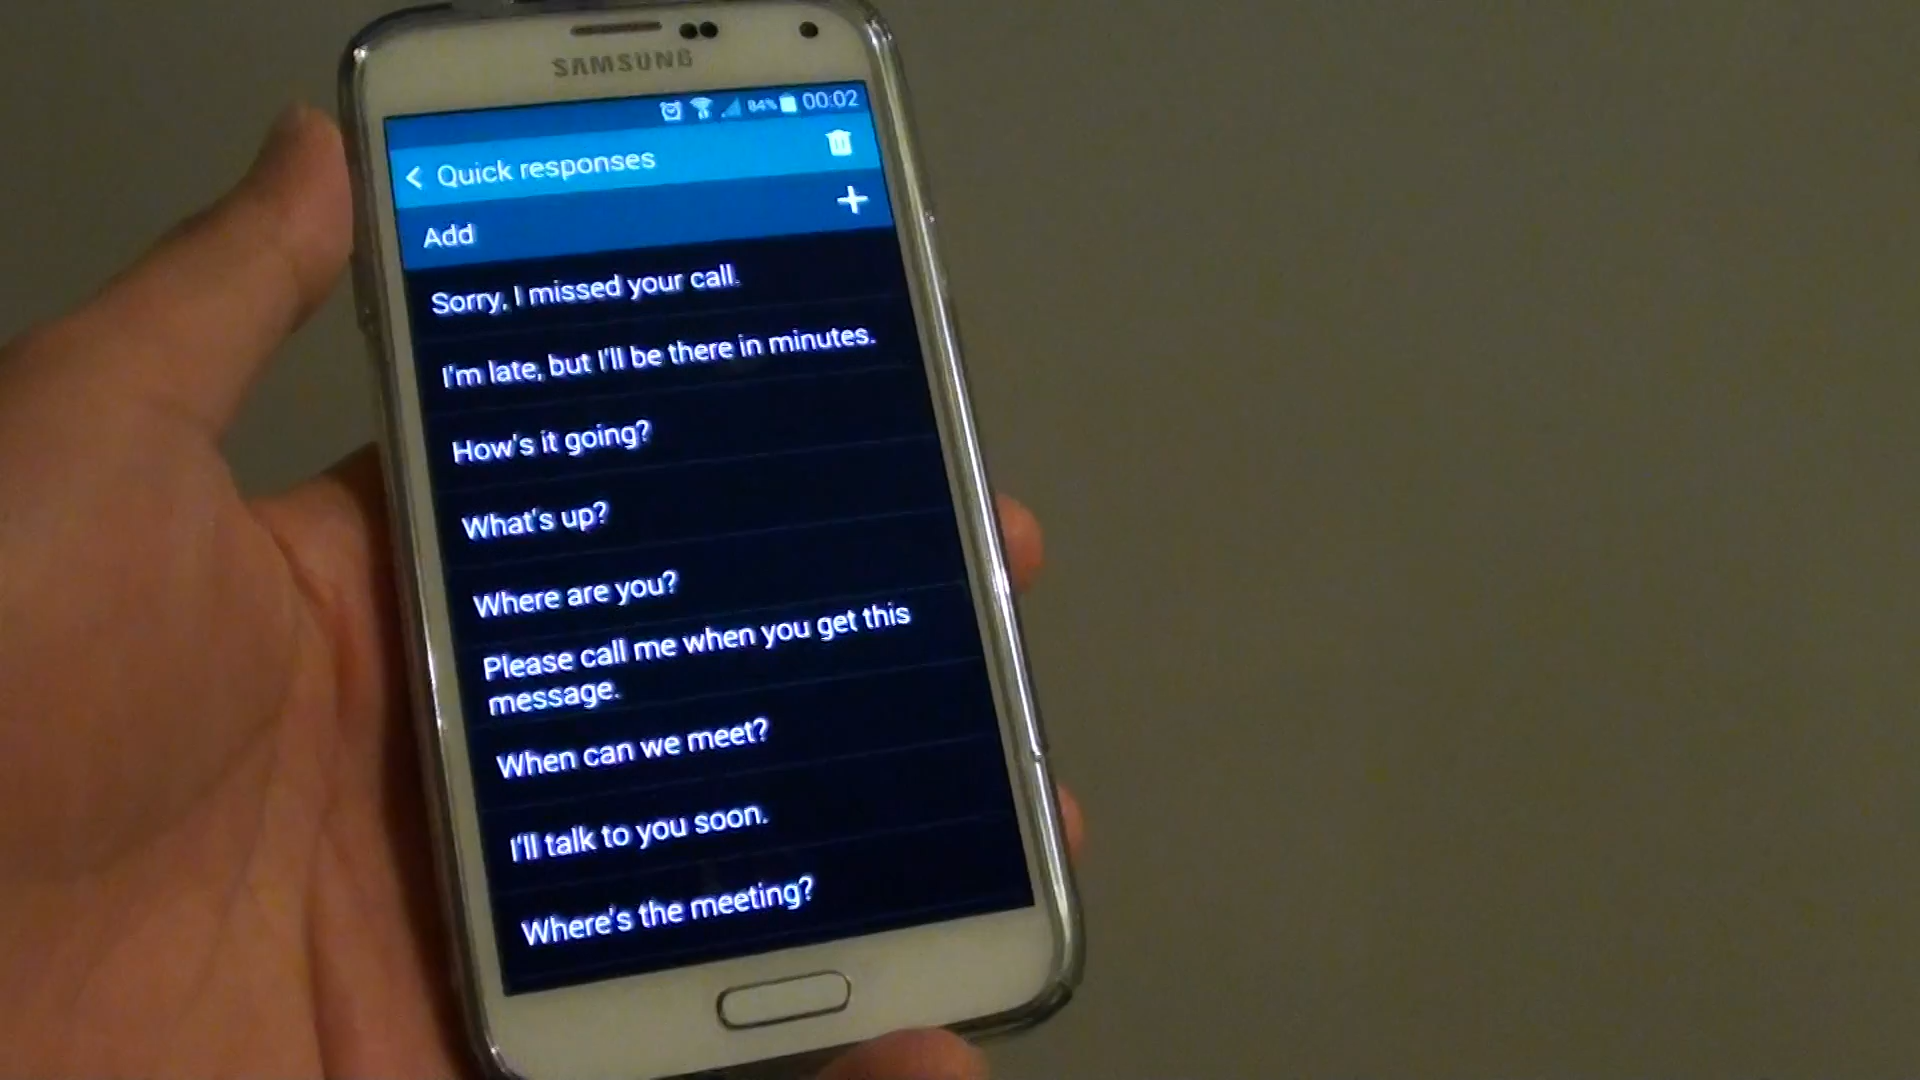 SAMSUNG
84% 00:02
Quick responses
Add
Sorry, I missed your call.
I'm late, but I'll be there in minutes.
How's it going?
What's up?
Where are you?
Please call me when you get this
message.
When can we meet?
I'll talk to you soon.
Where's the meeting?